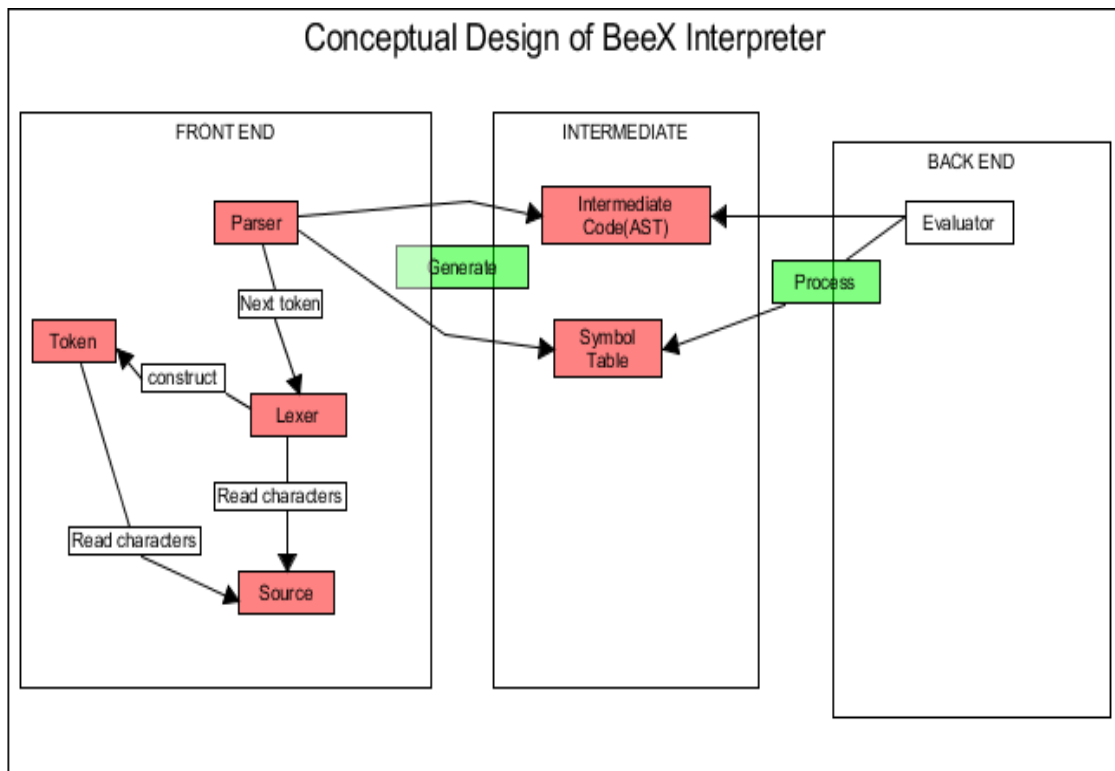 Conceptual Design of BeeX Interpreter
FRONT END
INTERMEDIATE
BACK END
Parser
Intermediate
Code(AST)
Evaluator
Generate
Process
Next token
Token
Symbol
Table
construct
Lexer
Read characters
Read characters
Source